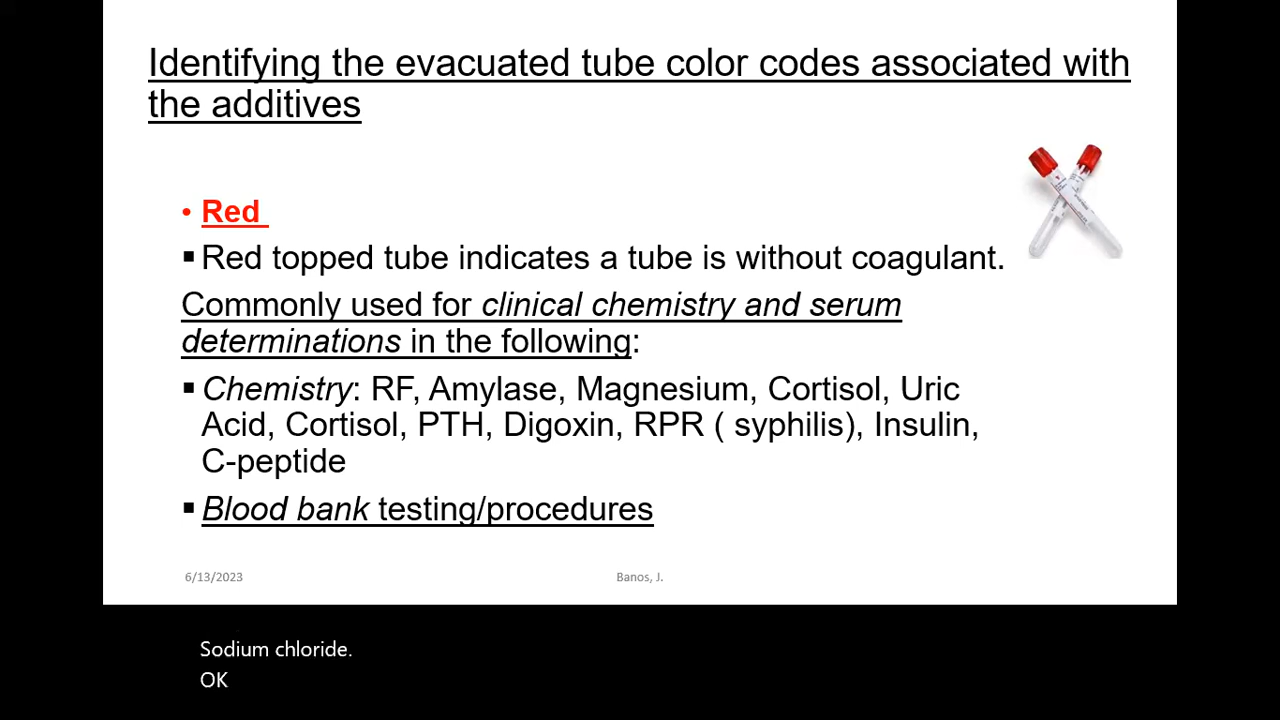 Identifying the evacuated tube color codes associated with
the additives
• Red
▪ Red topped tube indicates a tube is without coagulant.
Commonly used for clinical chemistry and serum
determinations in the following:
▪ Chemistry: RF, Amylase, Magnesium, Cortisol, Uric
Acid, Cortisol, PTH, Digoxin, RPR ( syphilis), Insulin,
C-peptide
▪ Blood bank testing/procedures
6/13/2023
Banos, J.
Sodium chloride.
OK